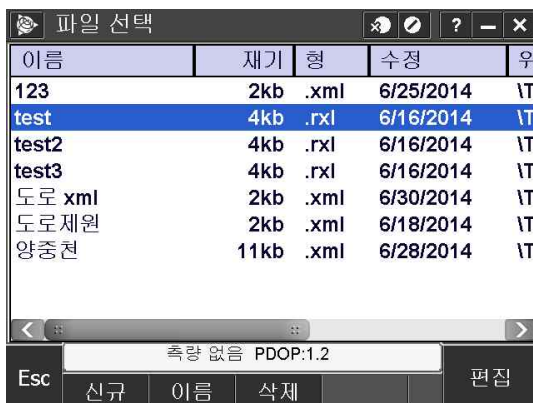 파일 선택 ? – ×
이름 재기 형 수정 위
123 2kb .xml 6/25/2014 \T
test 4kb .rxl 6/16/2014 \T
test2 4kb .rxl 6/16/2014 \T
test3 4kb .rxl 6/16/2014 \T
도로 xml 2kb .xml 6/30/2014 \T
도로제원 2kb .xml 6/18/2014 \T
양중천 11kb .xml 6/28/2014 \T
측량 없음 PDOP:1.2
Esc 신규 이름 삭제 편집